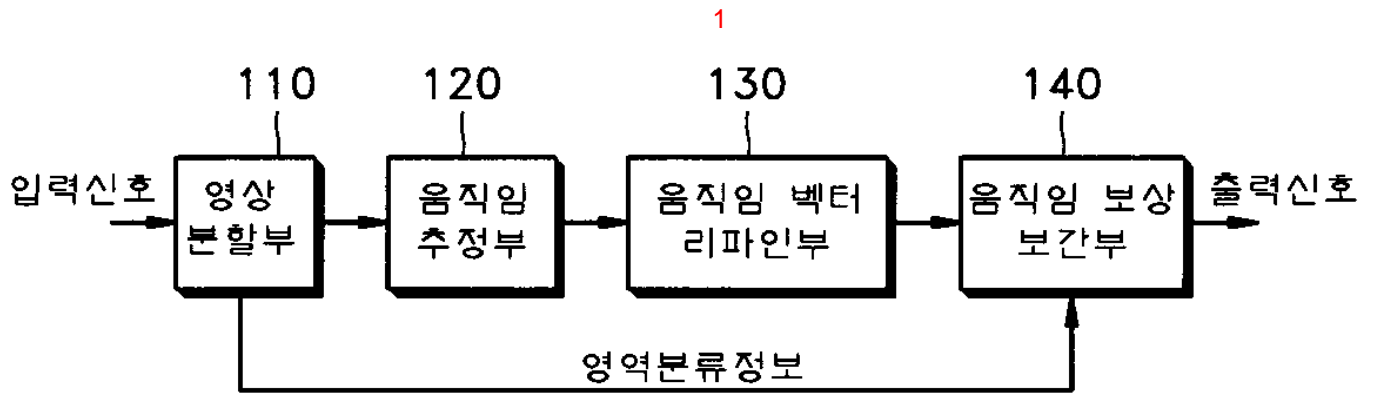 1
110
120
130
140
입력신호
영상
분할부
움직임
추정부
움직임 벡터
리파인부
움직임 보상
보간부
출력신호
영역분류정보